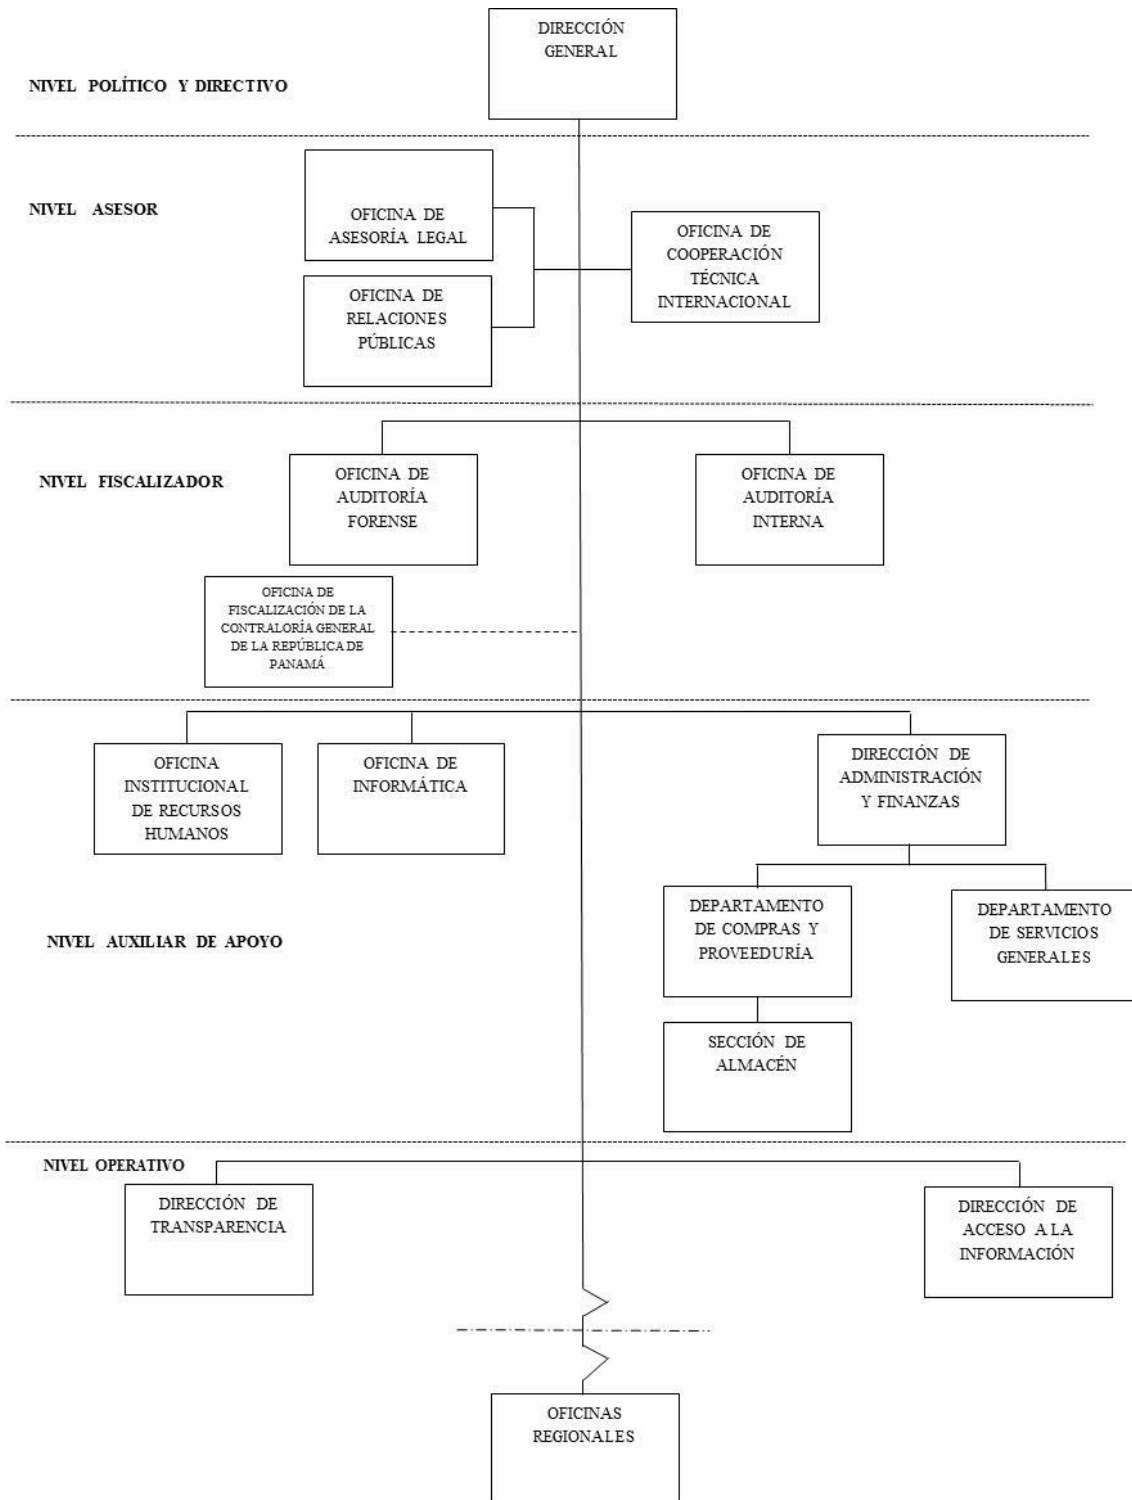 DIRECCIÓN
GENERAL
NIVEL POLÍTICO Y DIRECTIVO
NIVEL ASESOR
OFICINA DE
ASESORÍA LEGAL
OFICINA DE
COOPERACIÓN
TÉCNICA
INTERNACIONAL
OFICINA DE
RELACIONES
PÚBLICAS
NIVEL FISCALIZADOR
OFICINA DE
AUDITORÍA
FORENSE
OFICINA DE
AUDITORÍA
INTERNA
OFICINA DE
FISCALIZACIÓN DE LA
CONTRALORÍA GENERAL
DE LA REPÚBLICA DE
PANAMÁ
OFICINA
INSTITUCIONAL
DE RECURSOS
HUMANOS
OFICINA DE
INFORMÁTICA
DIRECCIÓN DE
ADMINISTRACIÓN
Y FINANZAS
NIVEL AUXILIAR DE APOYO
DEPARTAMENTO
DE COMPRAS Y
PROVEEDURÍA
DEPARTAMENTO
DE SERVICIOS
GENERALES
SECCIÓN DE
ALMACÉN
NIVEL OPERATIVO
DIRECCIÓN DE
TRANSPARENCIA
DIRECCIÓN DE
ACCESO A LA
INFORMACIÓN
OFICINAS
REGIONALES